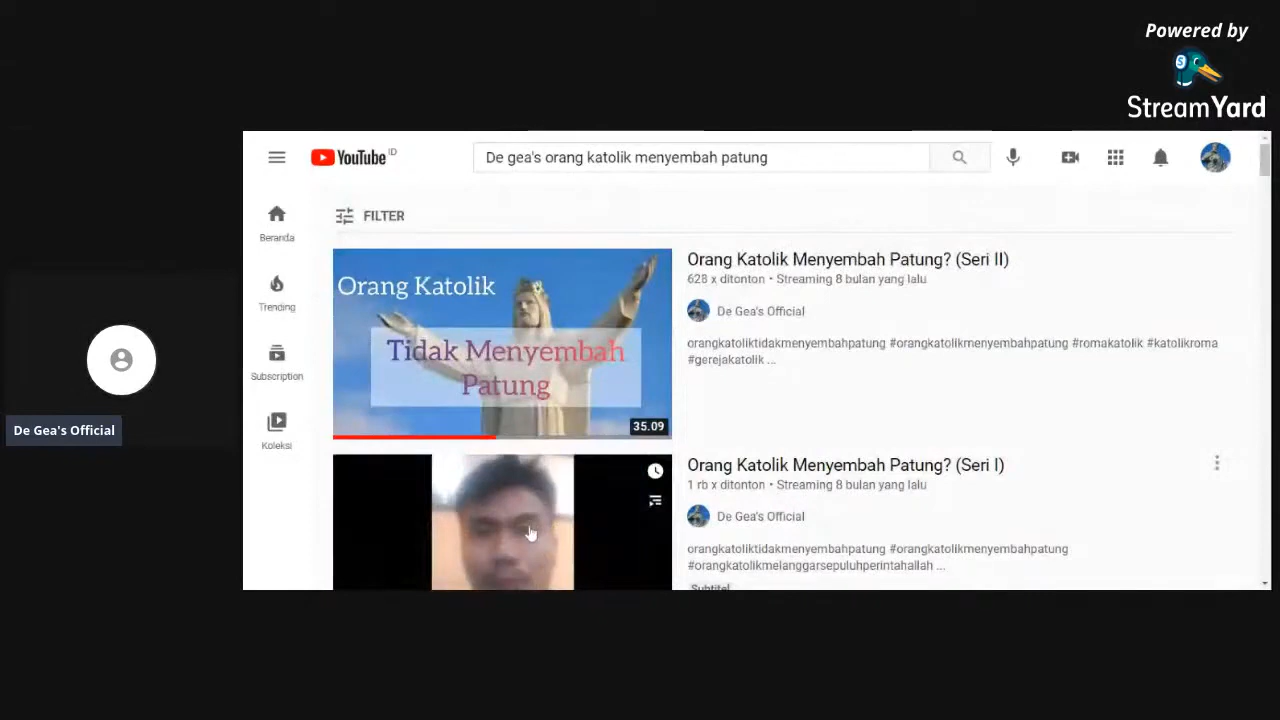 Powered by
StreamYard
YouTube ID
De gea's orang katolik menyembah patung
Beranda
Trending
Subscription
Koleksi
FILTER
Orang Katolik
Tidak Menyembah
Patung
35.09
Orang Katolik Menyembah Patung? (Seri II)
628 x ditonton • Streaming 8 bulan yang lalu
De Gea's Official
orangkatoliktidakmenyembahpatung #orangkatolikmenyembahpatung #romakatolik #katolikroma
#gerejakatolik ...
Orang Katolik Menyembah Patung? (Seri I)
1 rb x ditonton • Streaming 8 bulan yang lalu
De Gea's Official
orangkatoliktidakmenyembahpatung #orangkatolikmenyembahpatung
#orangkatolikmelanggarsepuluhperintahallah ...
Subtitel
De Gea's Official